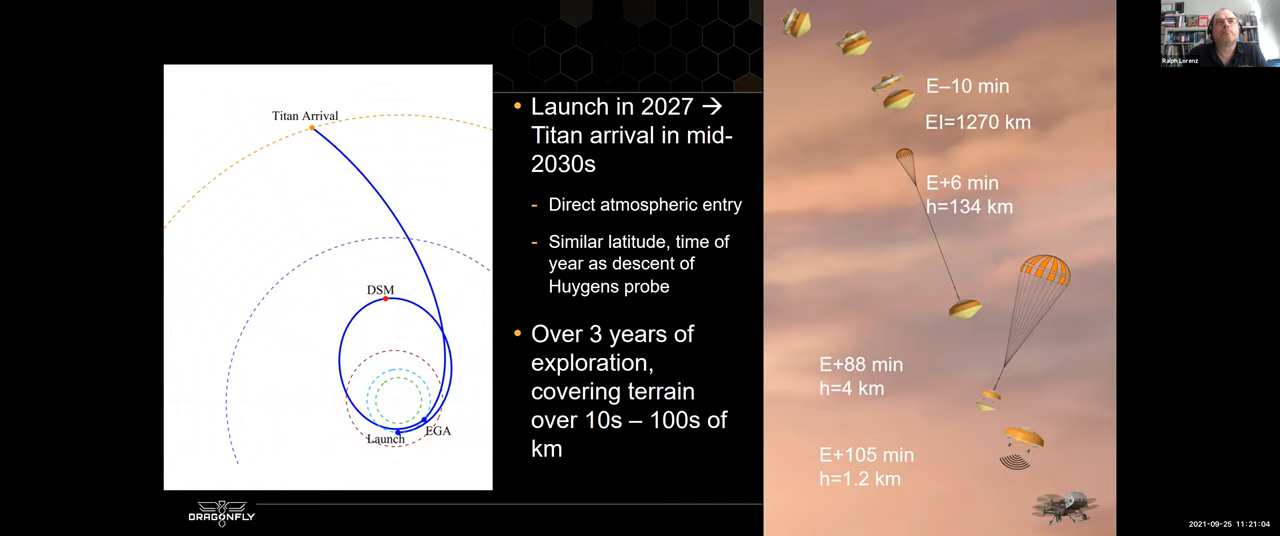 Titan Arrival
DSM
Launch
EGA
DRAGONFLY
• Launch in 2027 →
Titan arrival in mid-
2030s
- Direct atmospheric entry
- Similar latitude, time of
year as descent of
Huygens probe
• Over 3 years of
exploration,
covering terrain
over 10s – 100s of
km
E–10 min
EI=1270 km
E+6 min
h=134 km
E+88 min
h=4 km
E+105 min
h=1.2 km
Ralph Lorenz
2021-09-25 11:21:04